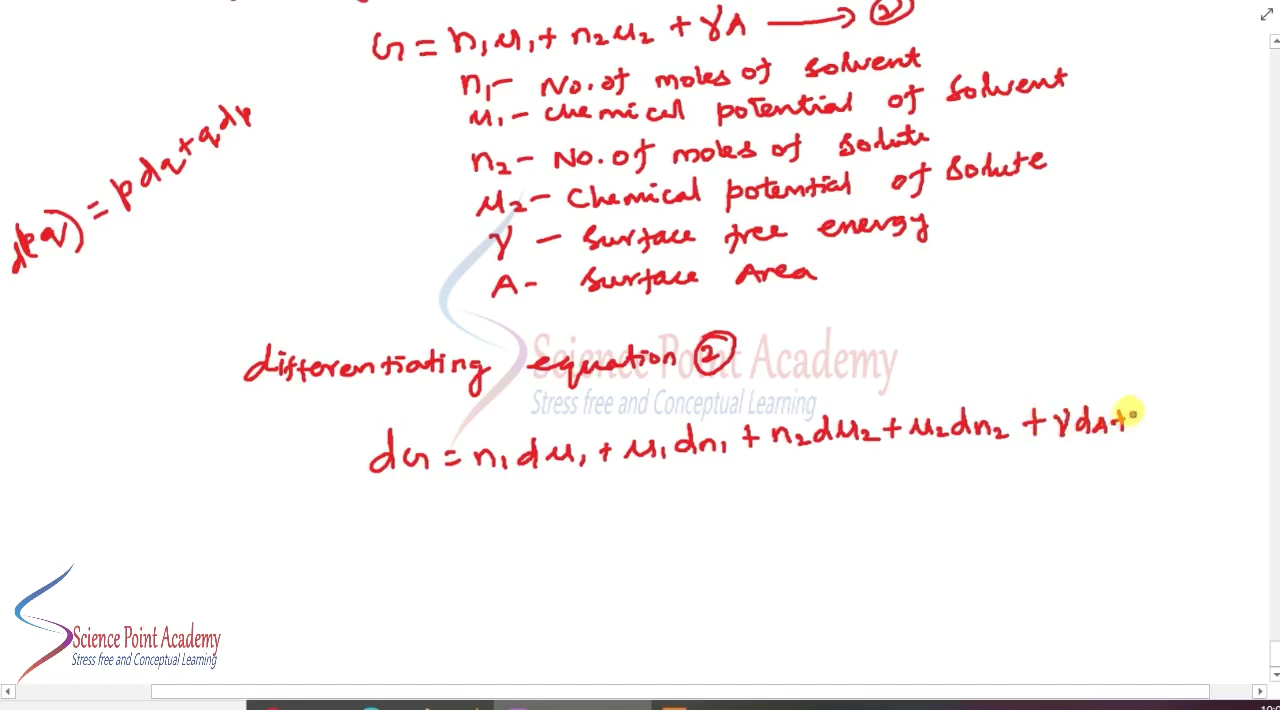 G = n₁μ₁ + n₂μ₂ + γA ⟶ ②
n₁ – No. of moles of solvent
μ₁ – chemical potential of solvent
n₂ – No. of moles of solute
μ₂ – Chemical potential of solute
γ – surface free energy
A – surface Area
d(pq) = p dq + q dp
differentiating equation ②
dG = n₁dμ₁ + μ₁dn₁ + n₂dμ₂ + μ₂dn₂ + γdA +
Science Point Academy
Stress free and Conceptual Learning
Science Point Academy
Stress free and Conceptual Learning